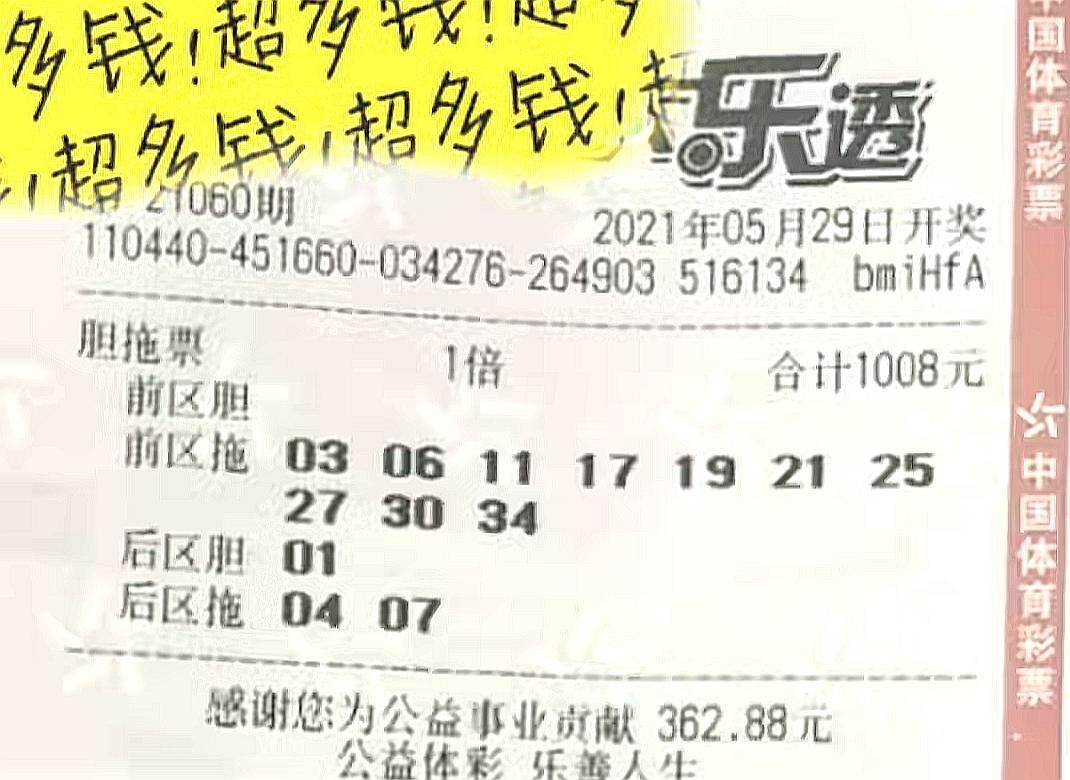 多钱!超多钱!超多
!超多钱!超多钱!超
乐透
21060期
2021年05月29日开奖
110440-451660-034276-264903 516134 bmiHfA
胆拖票 1倍 合计1008元
前区胆
前区拖 03 06 11 17 19 21 25
27 30 34
后区胆 01
后区拖 04 07
感谢您为公益事业贡献 362.88元
公益体彩 乐善人生
中国体育彩票
中国体育彩票